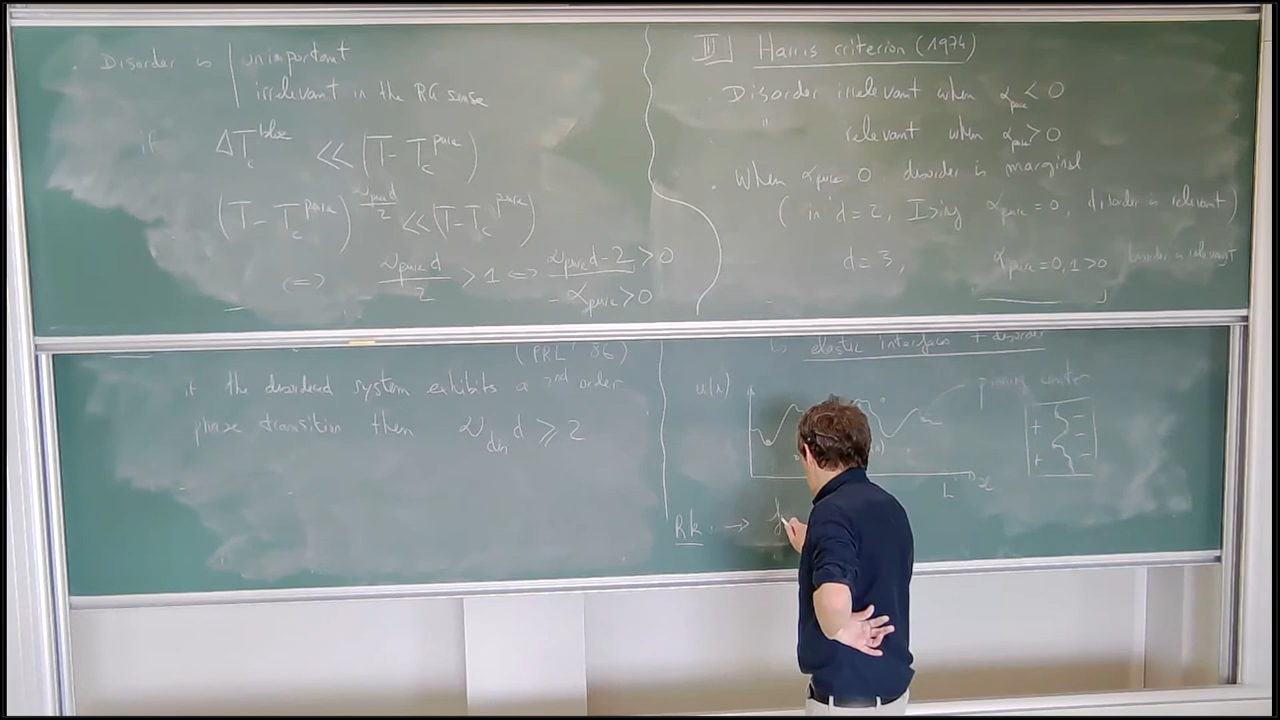 . Disorder is | unimportant
irrelevant in the RG sense
if ΔT_c^bloc << (T - T_c^pure)
(T - T_c^pure)^{ν_pure d / 2} << (T - T_c^pure)
<=> ν_pure d / 2 > 1 <=> ν_pure d - 2 > 0
- α_pure > 0
III] Harris criterion (1974)
Disorder irrelevant when α_pure < 0
" relevant when α_pure > 0
. When α_pure 0, disorder is marginal
( in d = 2, Ising α_pure = 0, disorder is relevant)
d = 3, α_pure = 0,1 > 0 disorder is relevant
(PRL' 86)
if the disordered system exhibits a 2nd order
phase transition then ν_dis d ⩾ 2
elastic interfaces + disorder
u(x)
pinning center
+ -
+ -
L x
Rk. →